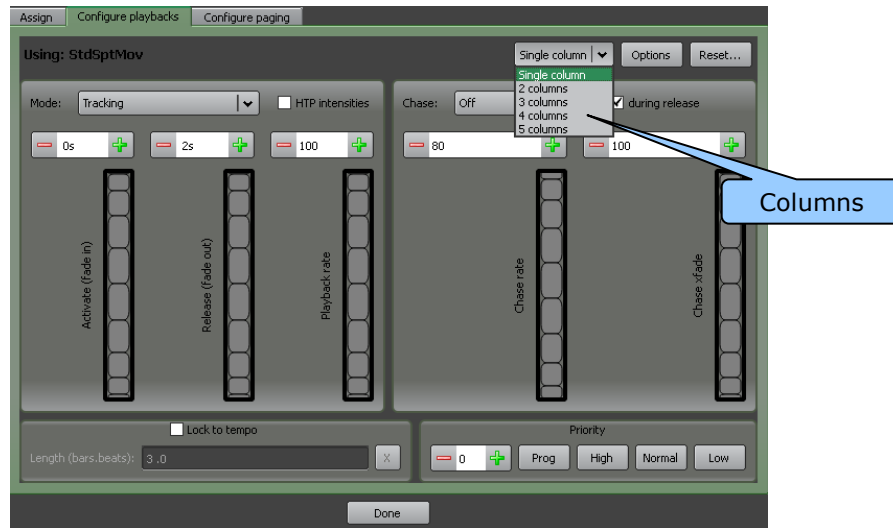 Assign Configure playbacks Configure paging
Using: StdSptMov Single column Options Reset...
Single column
2 columns
3 columns
4 columns
5 columns
Mode: Tracking HTP intensities Chase: Off during release
0s 2s 100 80 100
Columns
Activate (fade in)
Release (fade out)
Playback rate
Chase rate
Chase xfade
Lock to tempo Priority
Length (bars.beats): 3 .0 X 0 Prog High Normal Low
Done